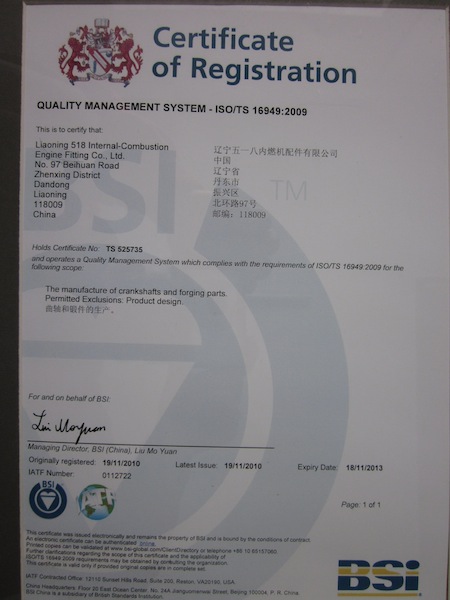 Certificate
of Registration
QUALITY MANAGEMENT SYSTEM - ISO/TS 16949:2009
This is to certify that:
Liaoning 518 Internal-Combustion
Engine Fitting Co., Ltd.
No. 97 Beihuan Road
Zhenxing District
Dandong
Liaoning
118009
China
辽宁五一八内燃机配件有限公司
中国
辽宁省
丹东市
振兴区
北环路97号
邮编：118009
BSI TM
Holds Certificate No: TS 525735
and operates a Quality Management System which complies with the requirements of ISO/TS 16949:2009 for the
following scope:
The manufacture of crankshafts and forging parts.
Permitted Exclusions: Product design.
曲轴和锻件的生产。
For and on behalf of BSI:
Managing Director, BSI (China), Liu Mo Yuan
Originally registered: 19/11/2010 Latest Issue: 19/11/2010 Expiry Date: 18/11/2013
IATF Number: 0112722
BSI
Page: 1 of 1
This certificate was issued electronically and remains the property of BSI and is bound by the conditions of contract.
An electronic certificate can be authenticated online.
Printed copies can be validated at www.bsi-global.com/ClientDirectory or telephone +86 10 65157060.
Further clarifications regarding the scope of this certificate and the applicability of
ISO/TS 16949:2009 requirements may be obtained by consulting the organization.
This certificate is valid only if provided original copies are in complete set.
IATF Contracted Office: 12110 Sunset Hills Road, Suite 200, Reston, VA20190, USA.
China Headquarters: Floor 20 East Ocean Center, No. 24A Jianguomenwai Street, Beijing 100004, P. R. China
BSI China is a subsidiary of British Standards Institution.
BSi